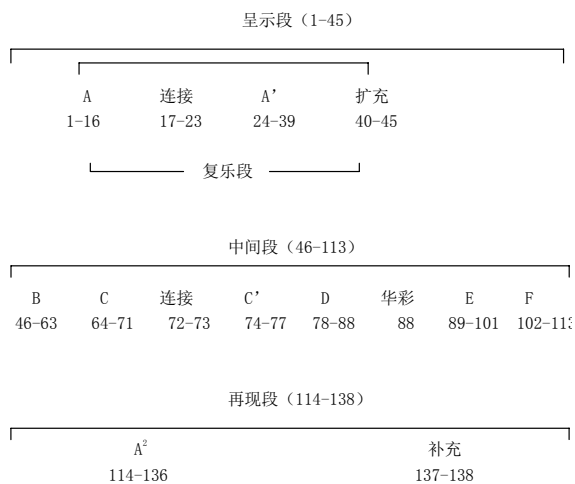 呈示段（1-45）
A 连接 A’ 扩充
1-16 17-23 24-39 40-45
复乐段
中间段（46-113）
B C 连接 C’ D 华彩 E F
46-63 64-71 72-73 74-77 78-88 88 89-101 102-113
再现段（114-138）
A² 补充
114-136 137-138